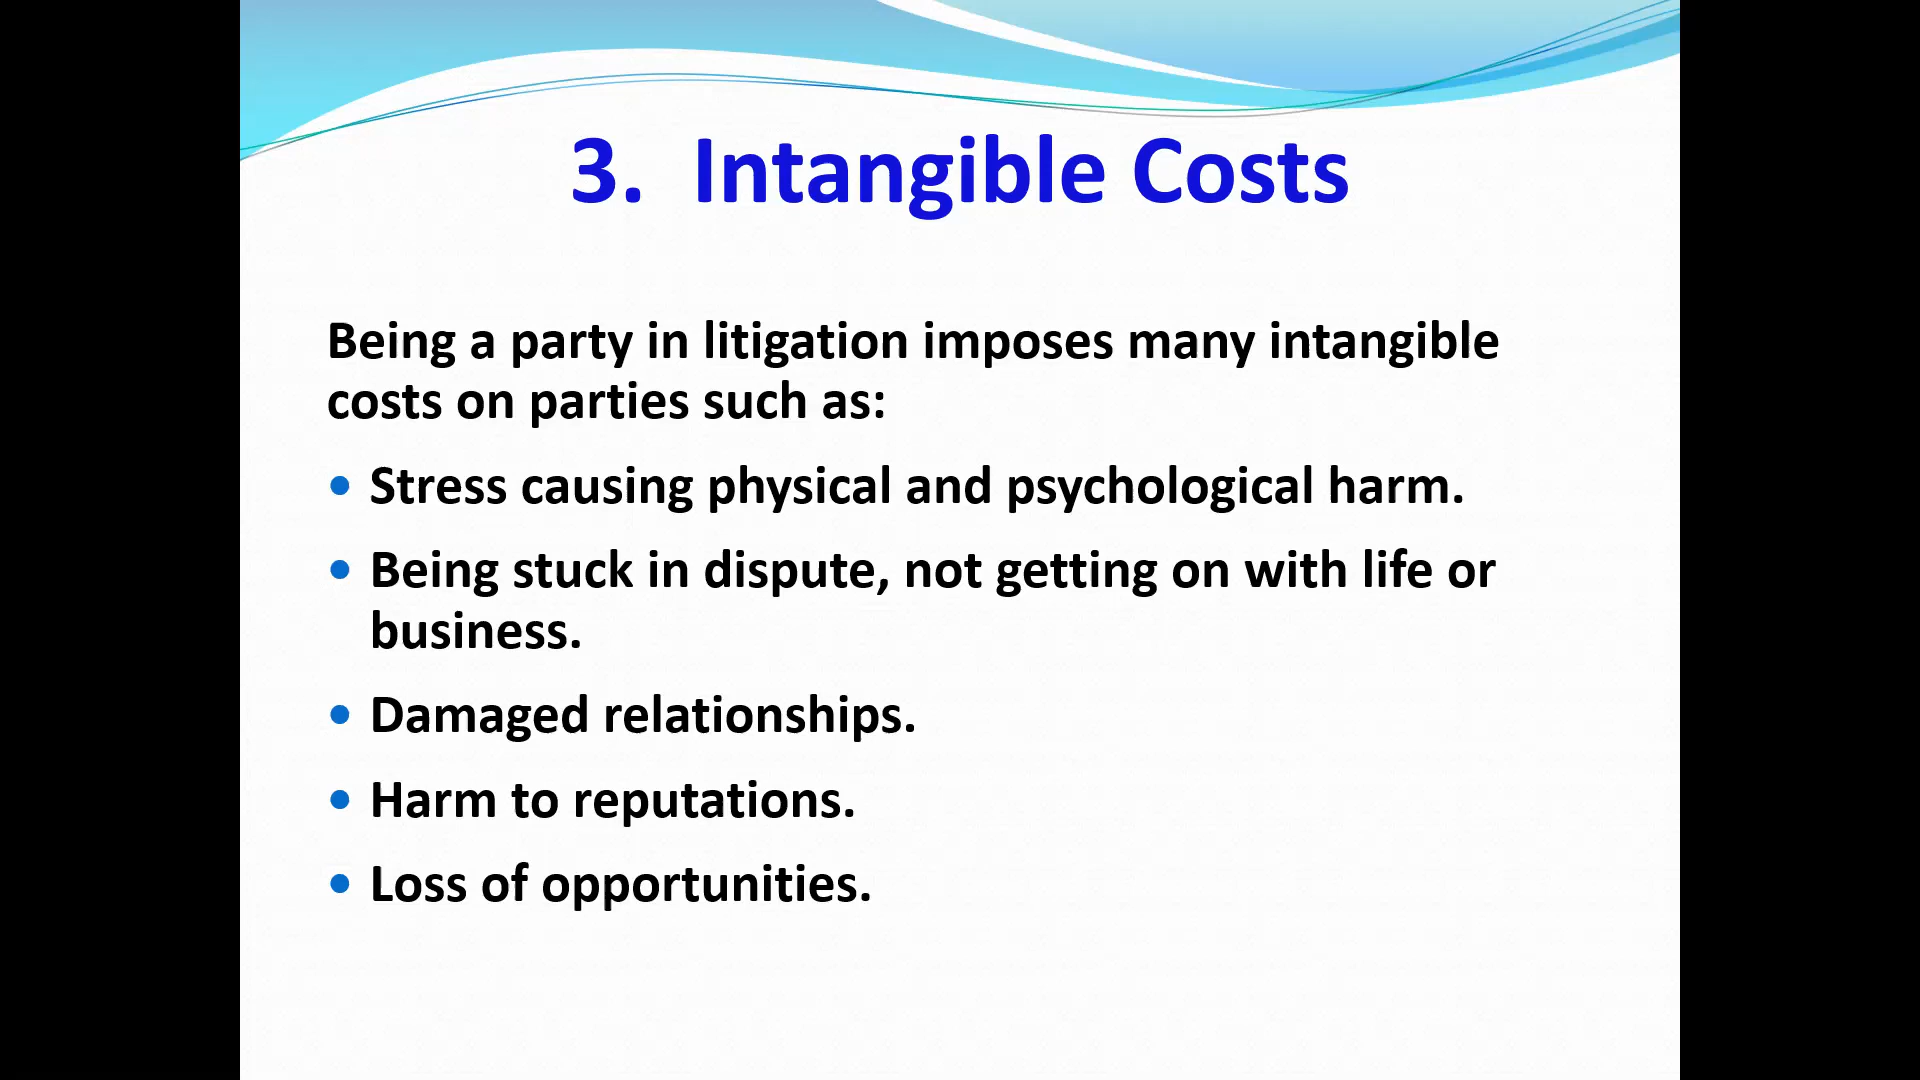 3. Intangible Costs
Being a party in litigation imposes many intangible
costs on parties such as:
• Stress causing physical and psychological harm.
• Being stuck in dispute, not getting on with life or
business.
• Damaged relationships.
• Harm to reputations.
• Loss of opportunities.